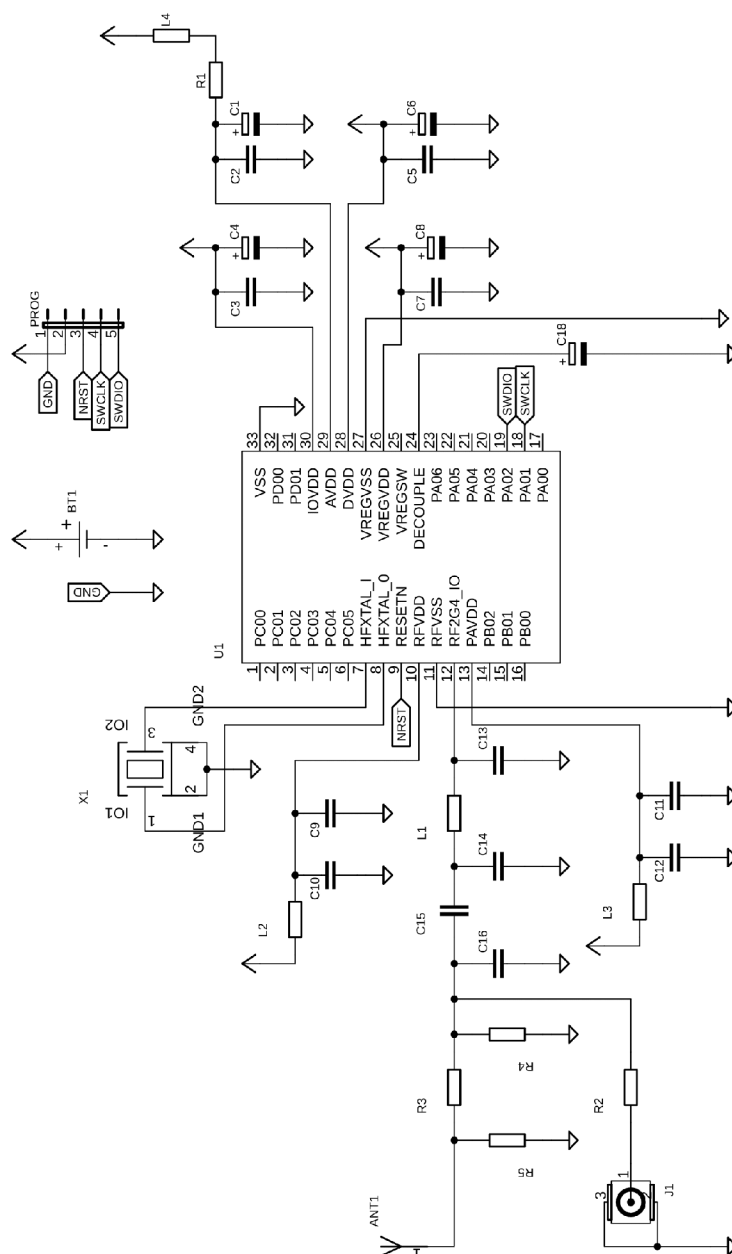 L4
R1
C1
+
C2
C6
+
C5
C4
+
C3
C8
+
C7
C18
+
PROG
1
2
3
4
5
GND
NRST
SWCLK
SWDIO
SWDIO
SWCLK
BT1
+
+
-
GND
U1
33
32
31
30
29
28
27
26
25
24
23
22
21
20
19
18
17
VSS
PD00
PD01
IOVDD
AVDD
DVDD
VREGVSS
VREGVDD
VREGSW
DECOUPLE
PA06
PA05
PA04
PA03
PA02
PA01
PA00
PC00
PC01
PC02
PC03
PC04
PC05
HFXTAL_I
HFXTAL_0
RESETN
RFVDD
RFVSS
RF2G4_IO
PAVDD
PB02
PB01
PB00
1
2
3
4
5
6
7
8
9
10
11
12
13
14
15
16
X1
IO1
IO2
1
3
2
4
GND1
GND2
NRST
C9
C10
L2
C13
L1
C14
C15
C16
C11
C12
L3
R4
R3
R5
R2
ANT1
J1
1
2
3